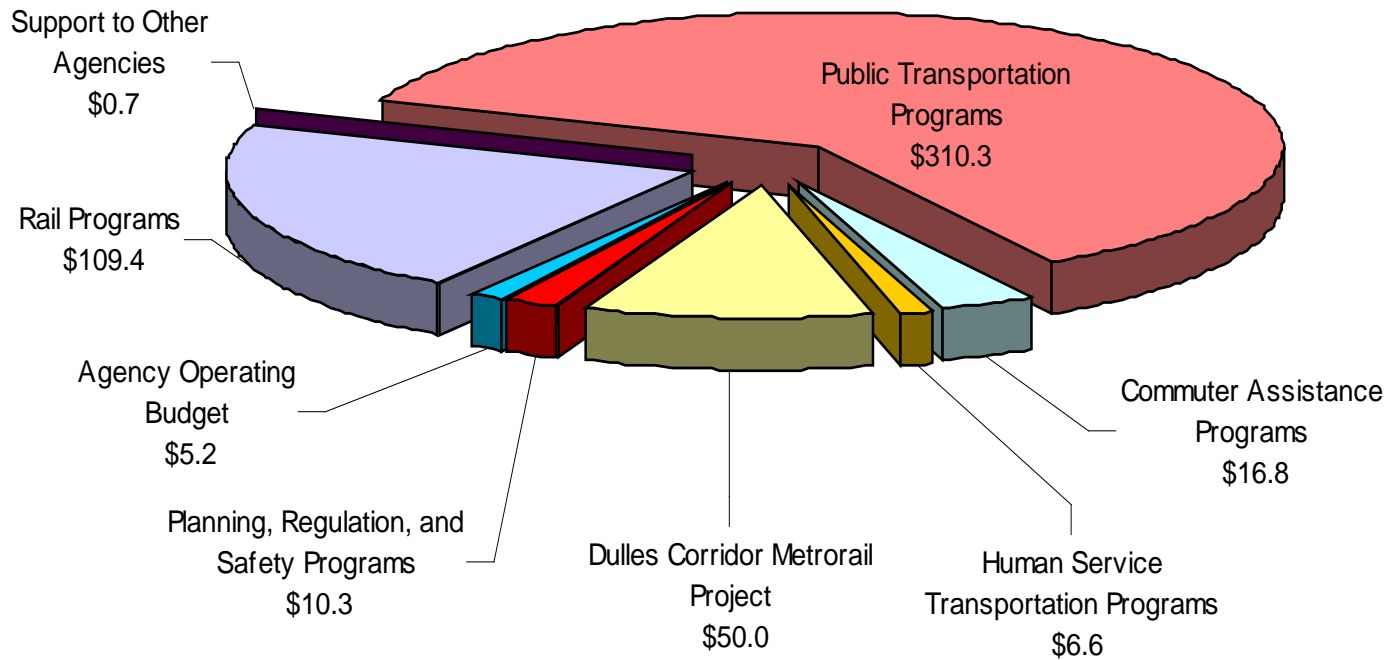 Support to Other
Agencies
$0.7
Public Transportation
Programs
$310.3
Rail Programs
$109.4
Agency Operating
Budget
$5.2
Commuter Assistance
Programs
$16.8
Planning, Regulation, and
Safety Programs
$10.3
Dulles Corridor Metrorail
Project
$50.0
Human Service
Transportation Programs
$6.6